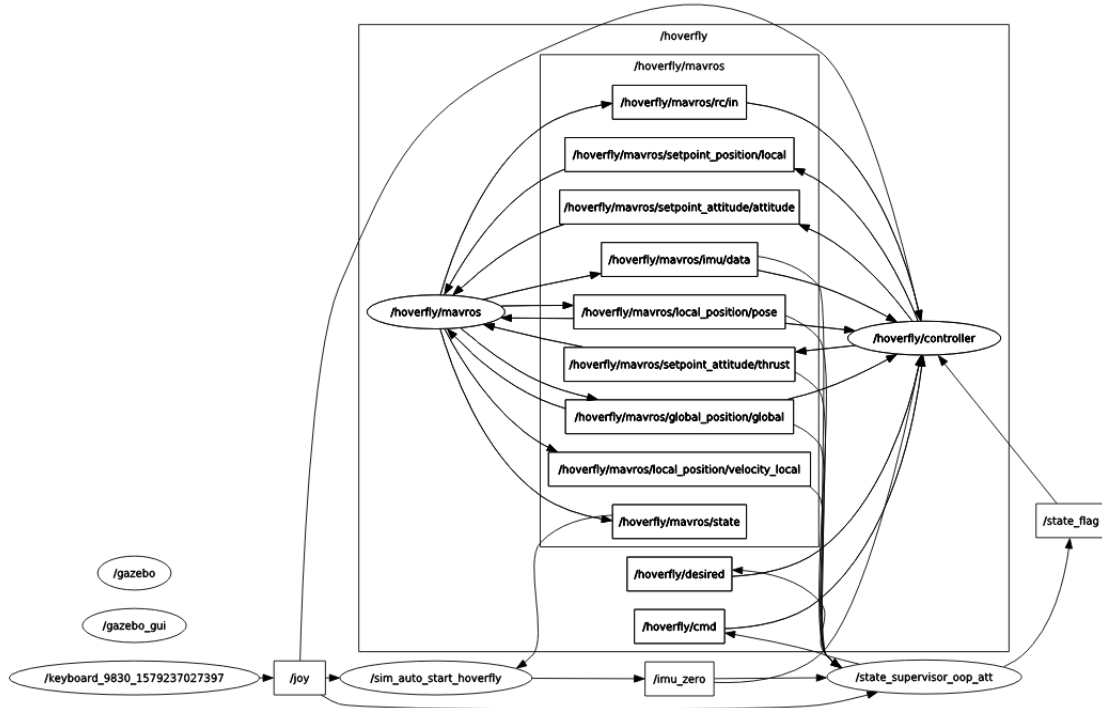 /hoverfly
/hoverfly/mavros
/hoverfly/mavros/rc/in
/hoverfly/mavros/setpoint_position/local
/hoverfly/mavros/setpoint_attitude/attitude
/hoverfly/mavros/imu/data
/hoverfly/mavros
/hoverfly/mavros/local_position/pose
/hoverfly/controller
/hoverfly/mavros/setpoint_attitude/thrust
/hoverfly/mavros/global_position/global
/hoverfly/mavros/local_position/velocity_local
/hoverfly/mavros/state
/state_flag
/gazebo
/hoverfly/desired
/gazebo_gui
/hoverfly/cmd
/keyboard_9830_1579237027397
/joy
/sim_auto_start_hoverfly
/imu_zero
/state_supervisor_oop_att